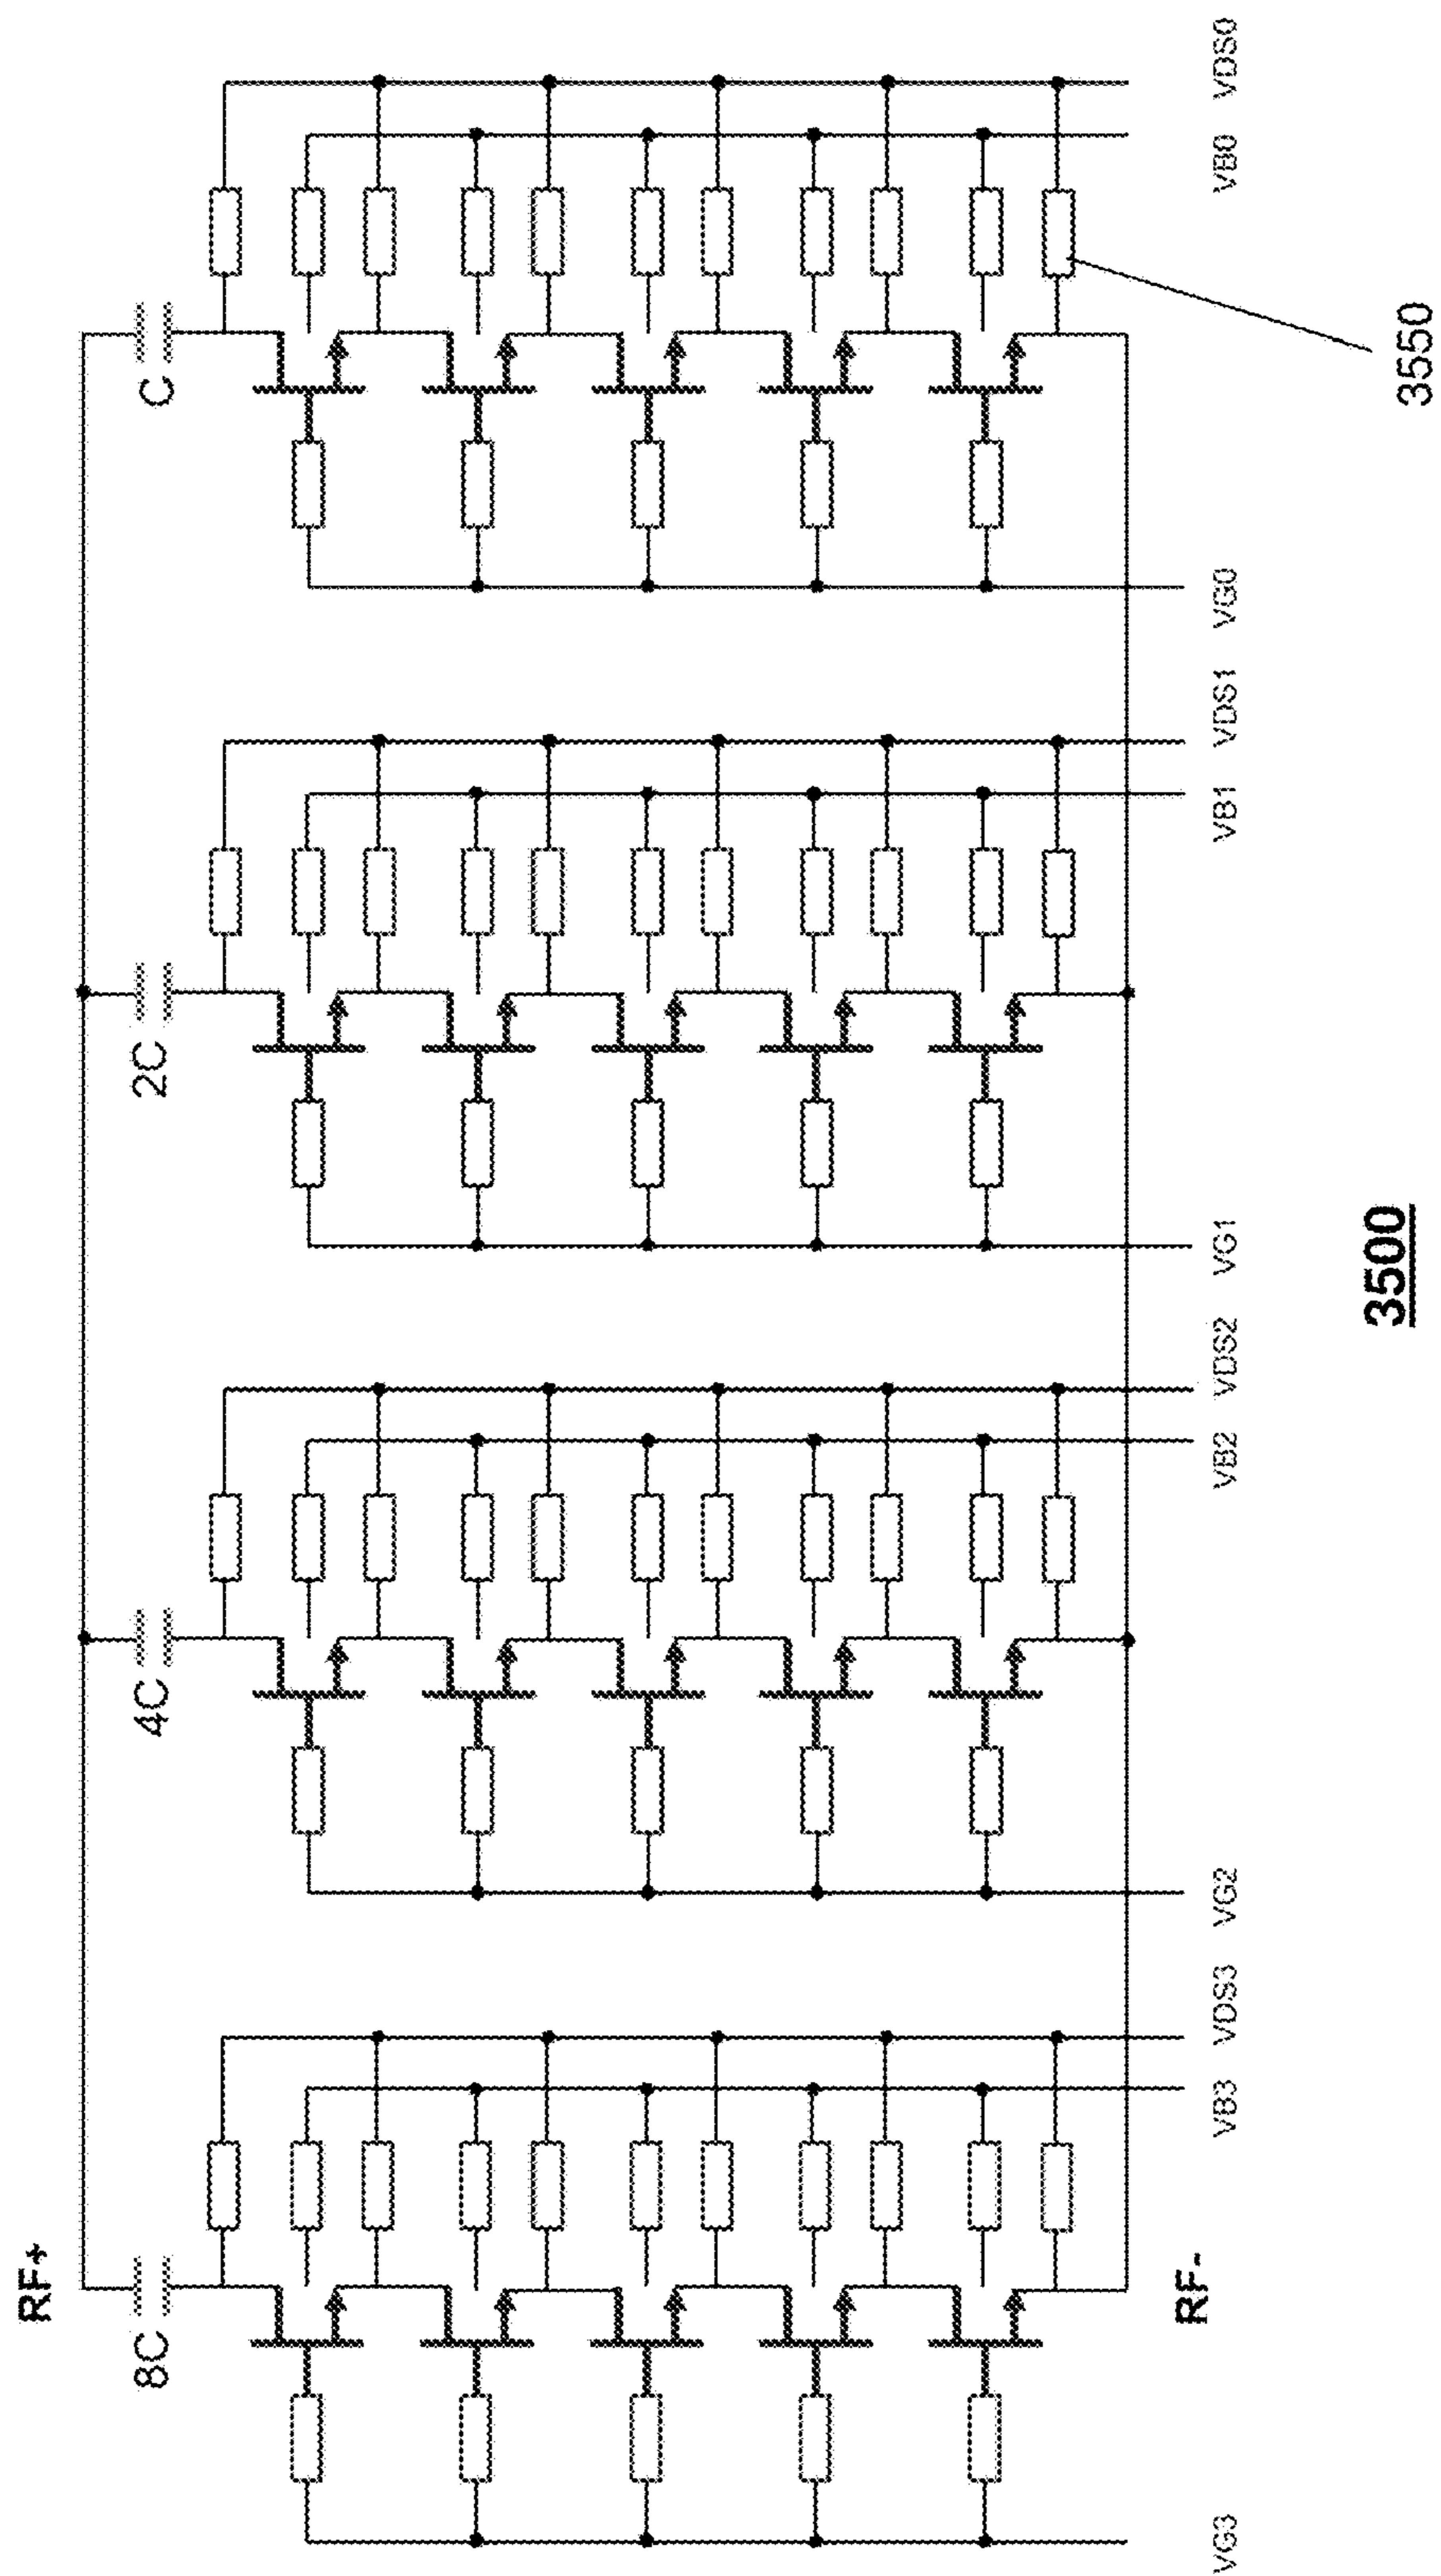 RF+
8C
4C
2C
C
RF-
VG3
VB3
VDS3
VG2
VB2
VDS2
VG1
VB1
VDS1
VG0
VB0
VDS0
3550
3500